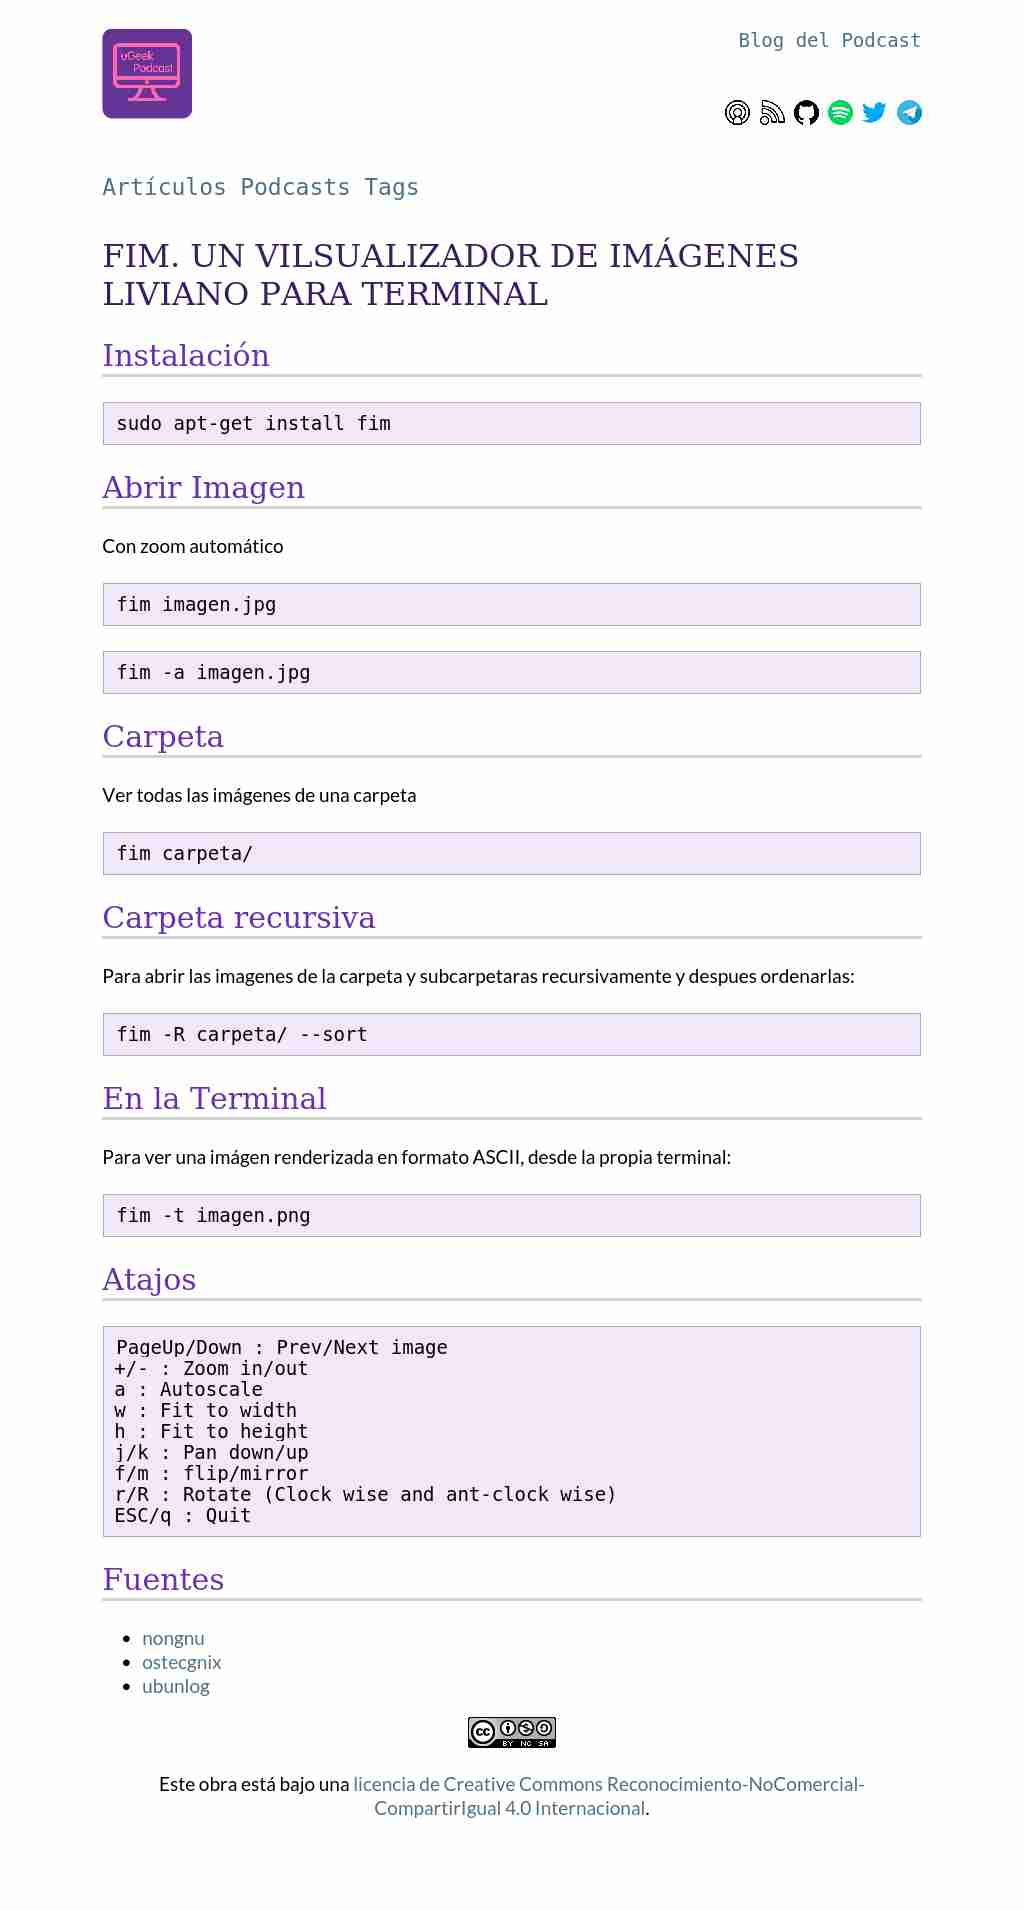 uGeek
Podcast
Blog del Podcast
Artículos Podcasts Tags
FIM. UN VILSUALIZADOR DE IMÁGENES
LIVIANO PARA TERMINAL
Instalación
sudo apt-get install fim
Abrir Imagen
Con zoom automático
fim imagen.jpg
fim -a imagen.jpg
Carpeta
Ver todas las imágenes de una carpeta
fim carpeta/
Carpeta recursiva
Para abrir las imagenes de la carpeta y subcarpetaras recursivamente y despues ordenarlas:
fim -R carpeta/ --sort
En la Terminal
Para ver una imágen renderizada en formato ASCII, desde la propia terminal:
fim -t imagen.png
Atajos
PageUp/Down : Prev/Next image
+/- : Zoom in/out
a : Autoscale
w : Fit to width
h : Fit to height
j/k : Pan down/up
f/m : flip/mirror
r/R : Rotate (Clock wise and ant-clock wise)
ESC/q : Quit
Fuentes
nongnu
ostecgnix
ubunlog
cc
BY NC SA
Este obra está bajo una licencia de Creative Commons Reconocimiento-NoComercial-
CompartirIgual 4.0 Internacional.